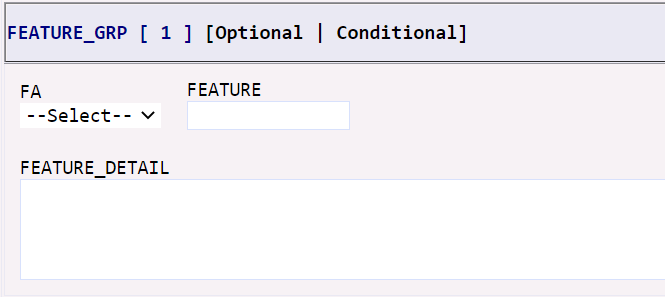 FEATURE_GRP [ 1 ] [Optional | Conditional]
FA FEATURE
--Select--
FEATURE_DETAIL